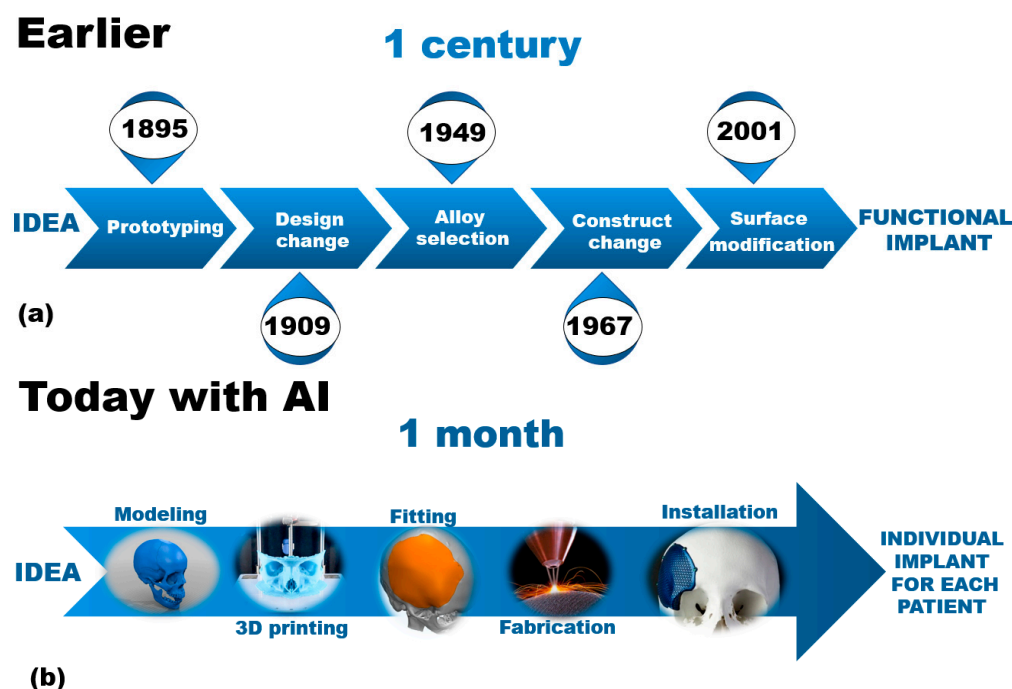 Earlier
1 century
1895
1949
2001
IDEA
Prototyping
Design
change
Alloy
selection
Construct
change
Surface
modification
FUNCTIONAL
IMPLANT
(a)
1909
1967
Today with AI
1 month
Modeling
Fitting
Installation
IDEA
INDIVIDUAL
IMPLANT
FOR EACH
PATIENT
3D printing
Fabrication
(b)